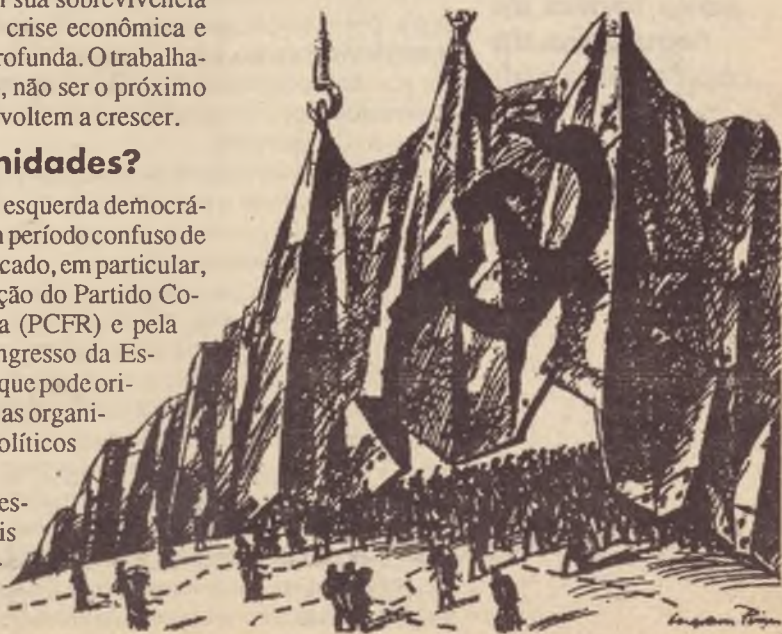 sua sobrevivência
crise econômica e
rofunda. O trabalha-
, não ser o próximo
voltem a crescer.
nidades?
esquerda democrá-
período confuso de
cado, em particular,
ção do Partido Co-
a (PCFR) e pela
ngresso da Es-
que pode ori-
as organi-
olíticos
es-
is